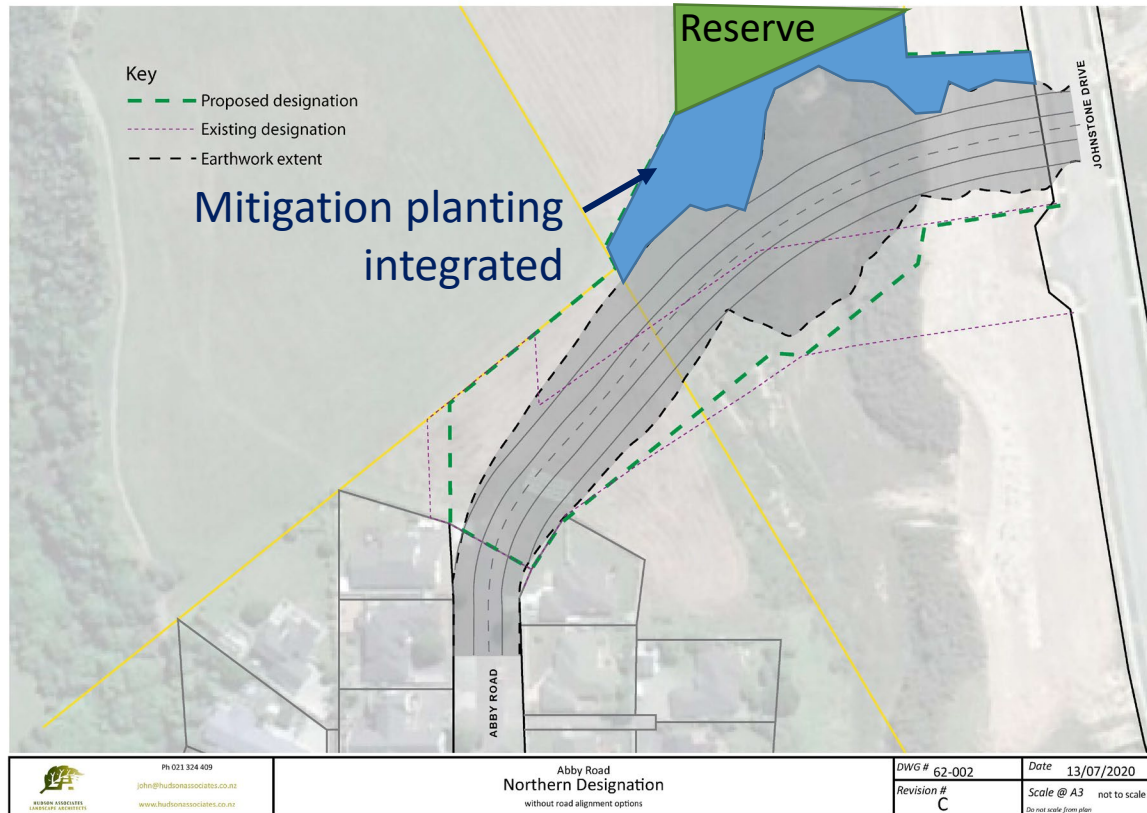 Reserve
Key
Proposed designation
Existing designation
Earthwork extent
JOHNSTONE DRIVE
Mitigation planting
integrated
ABBY ROAD
HUDSON ASSOCIATES
LANDSCAPE ARCHITECTS
Ph 021 324 409
john@hudsonassociates.co.nz
www.hudsonassociates.co.nz
Abby Road
Northern Designation
without road alignment options
DWG # 62-002
Revision #
C
Date 13/07/2020
Scale @ A3 not to scale
Do not scale from plan